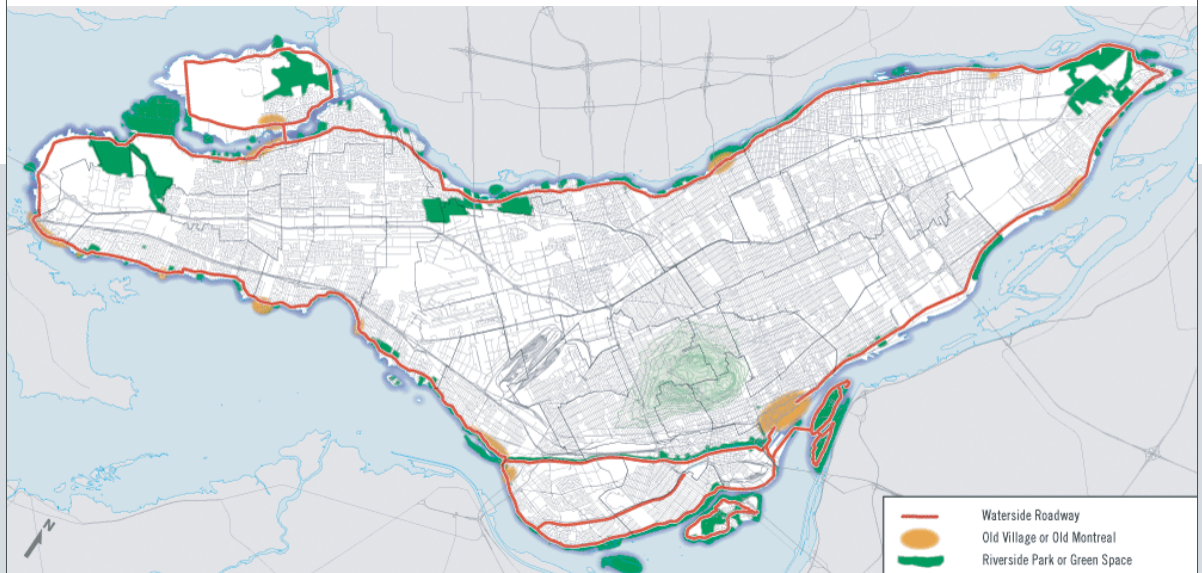 N
Waterside Roadway
Old Village or Old Montreal
Riverside Park or Green Space